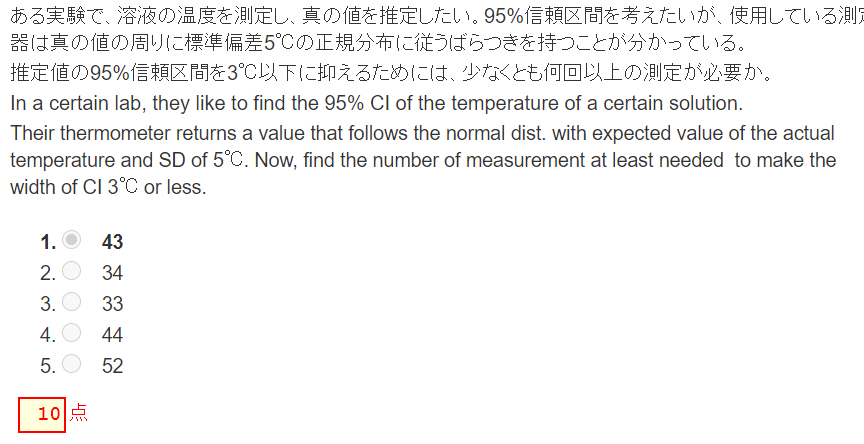 ある実験で、溶液の温度を測定し、真の値を推定したい。95%信頼区間を考えたいが、使用している測定
器は真の値の周りに標準偏差5℃の正規分布に従うばらつきを持つことが分かっている。
推定値の95%信頼区間を3℃以下に抑えるためには、少なくとも何回以上の測定が必要か。
In a certain lab, they like to find the 95% CI of the temperature of a certain solution.
Their thermometer returns a value that follows the normal dist. with expected value of the actual
temperature and SD of 5℃. Now, find the number of measurement at least needed to make the
width of CI 3℃ or less.
1. 43
2. 34
3. 33
4. 44
5. 52
10 点